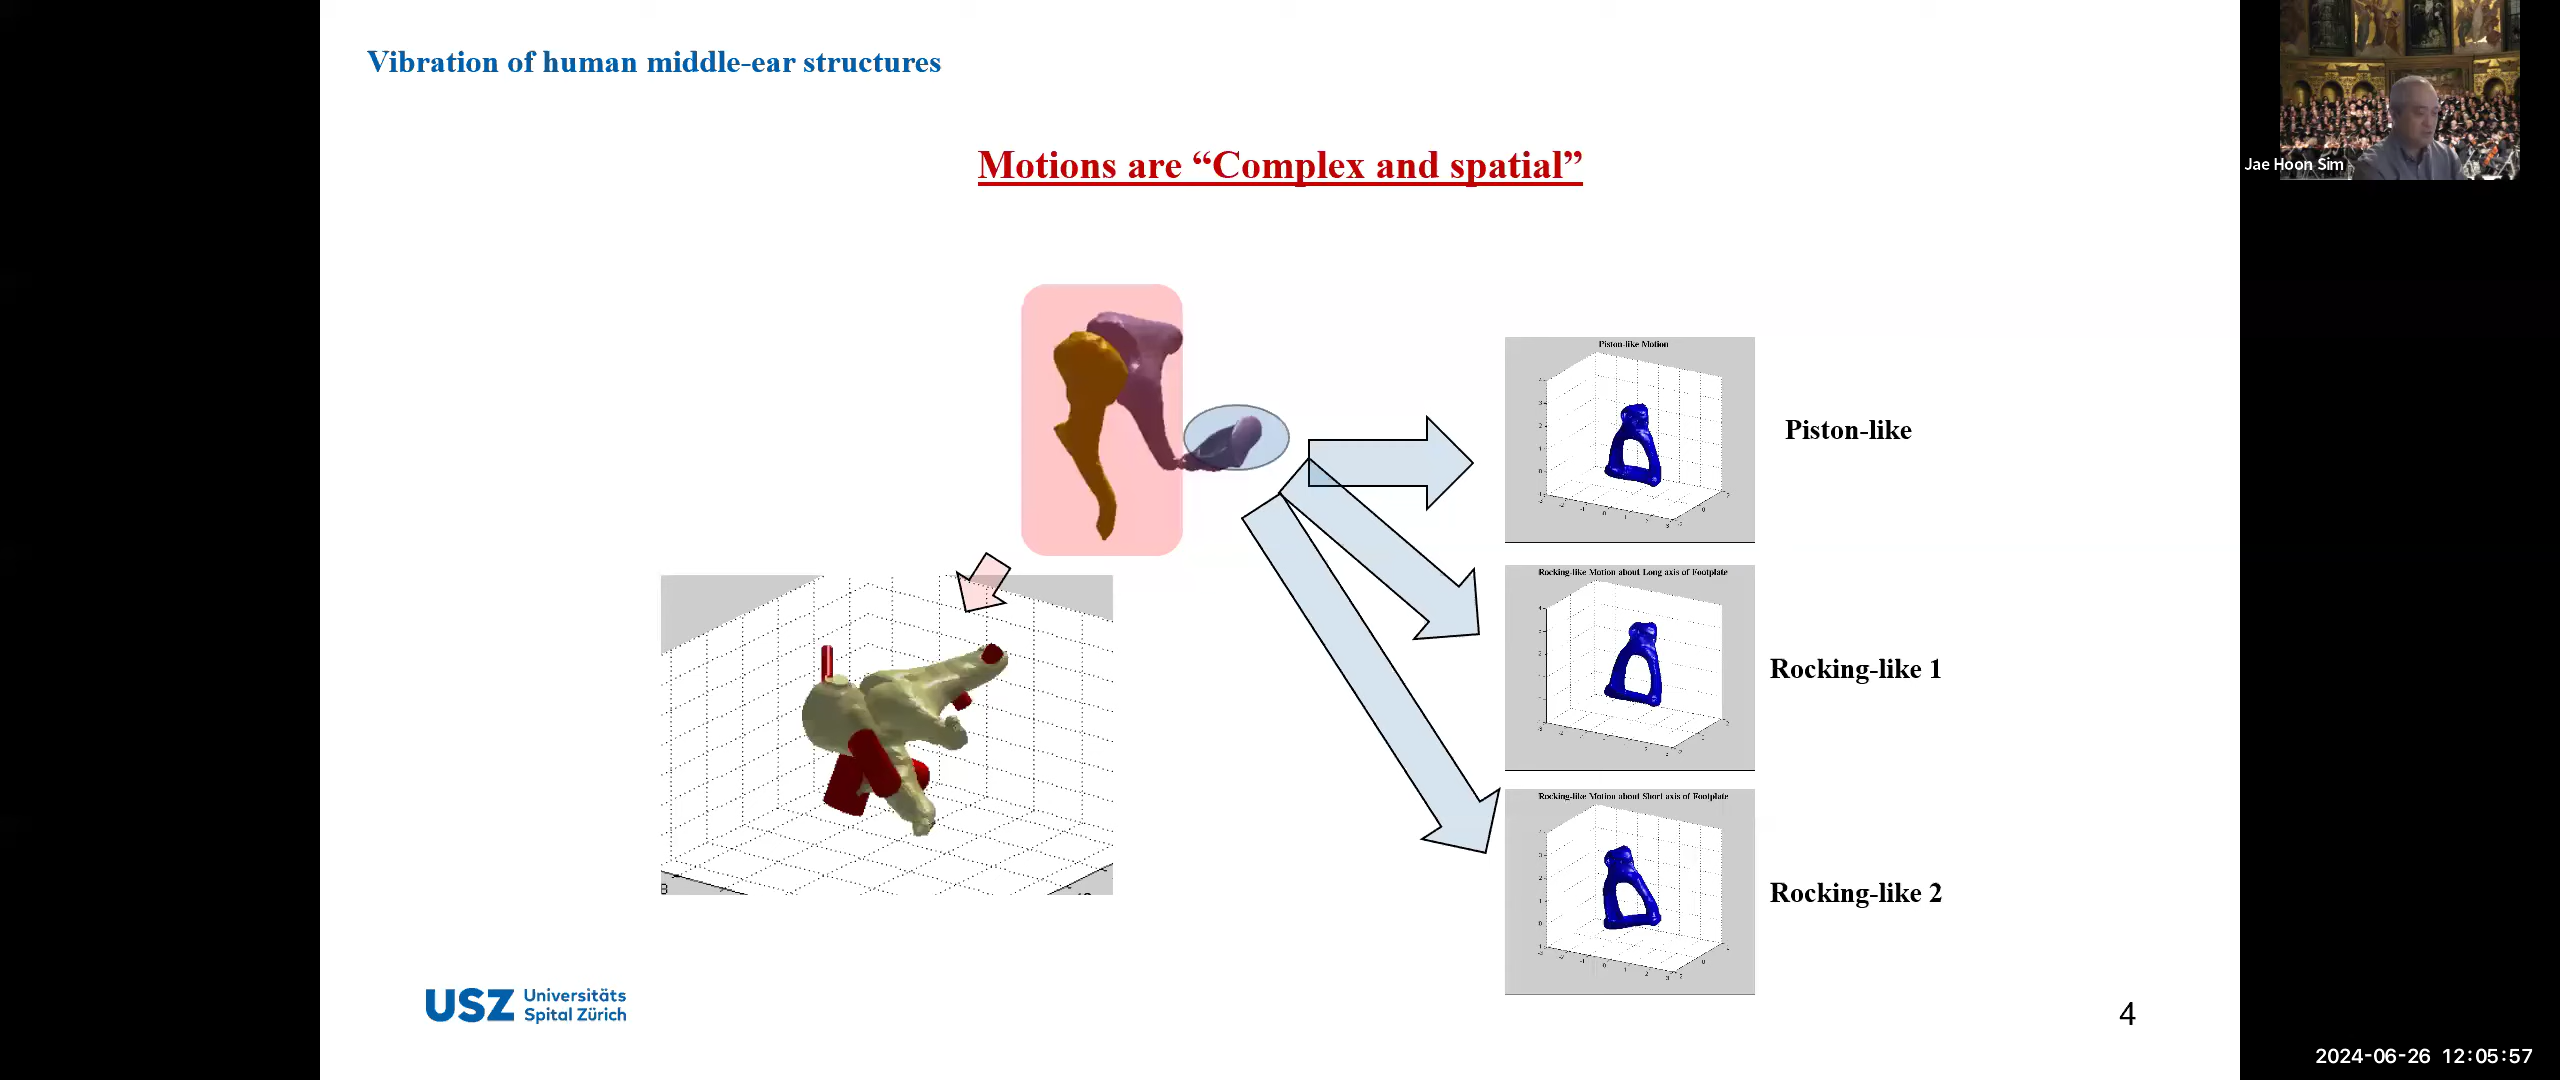 Vibration of human middle-ear structures
Jae Hoon Sim
Motions are “Complex and spatial”
Piston-like Motion
Piston-like
Rocking-like Motion about Long axis of Footplate
Rocking-like 1
Rocking-like Motion about Short axis of Footplate
Rocking-like 2
USZ Universitäts
Spital Zürich
4
2024-06-26 12:05:57